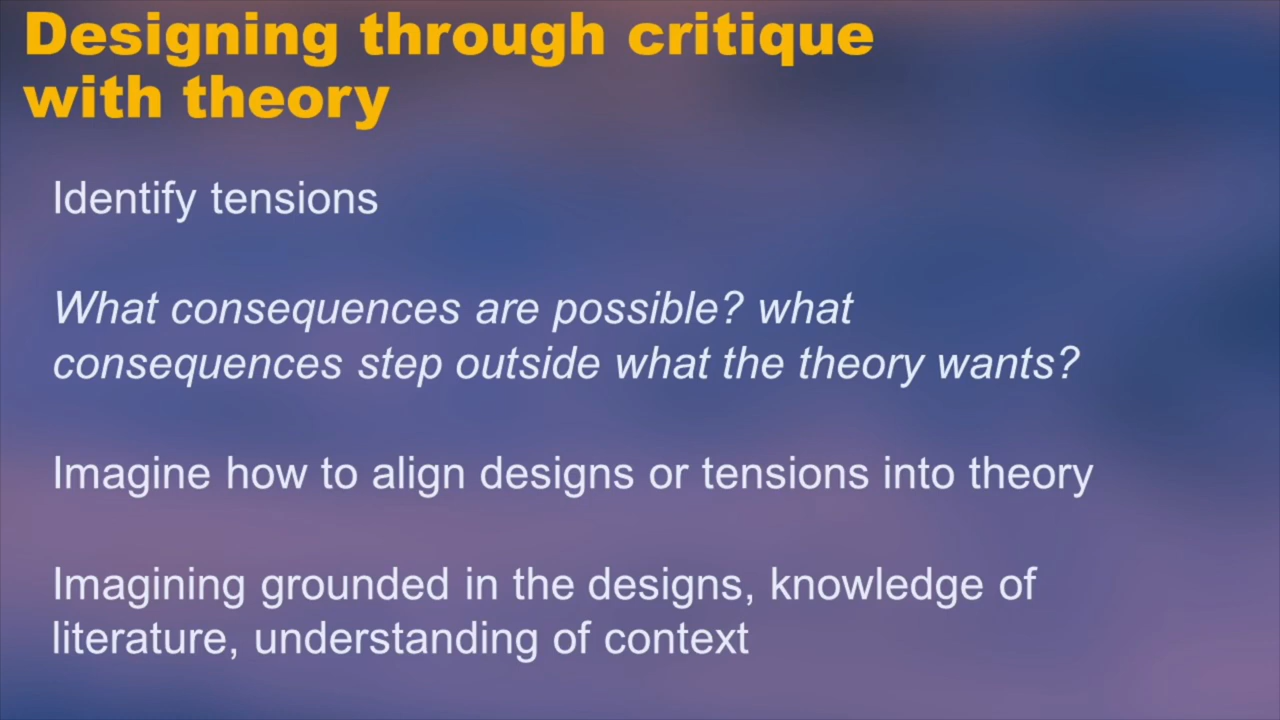 Designing through critique
with theory
Identify tensions
What consequences are possible? what
consequences step outside what the theory wants?
Imagine how to align designs or tensions into theory
Imagining grounded in the designs, knowledge of
literature, understanding of context